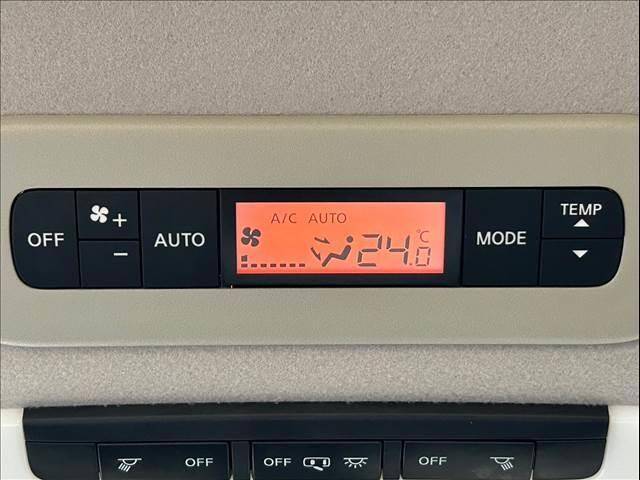 OFF
+
−
AUTO
A/C AUTO
24.0 °C
MODE
TEMP
OFF
OFF
OFF